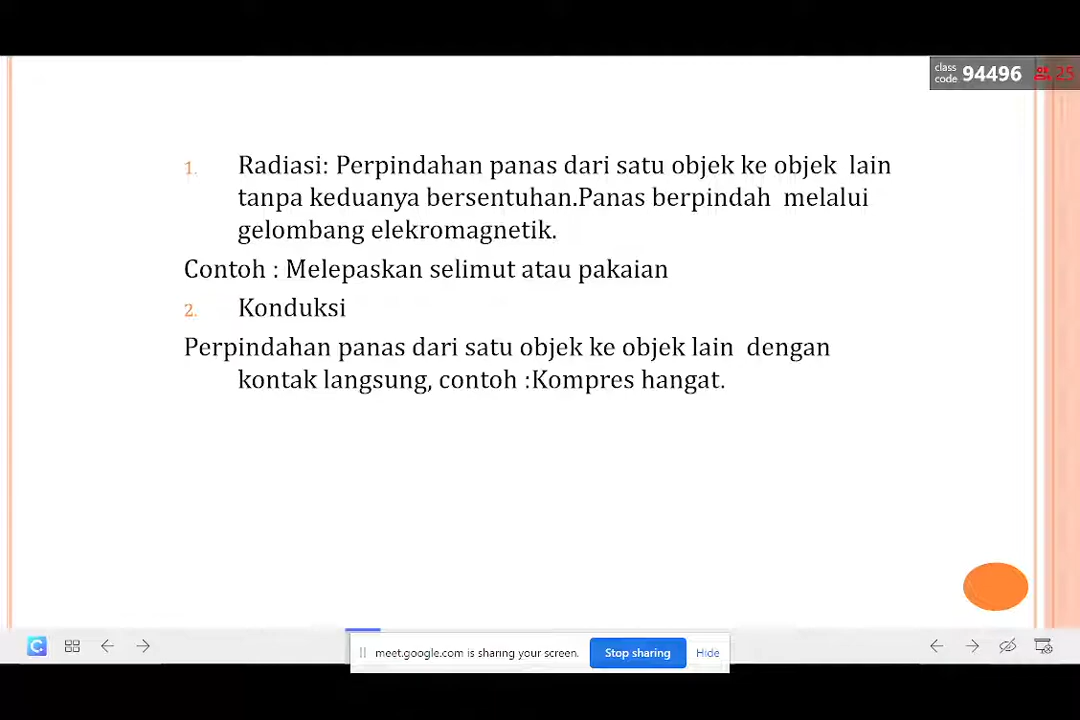 class
code 94496 25
1. Radiasi: Perpindahan panas dari satu objek ke objek lain
tanpa keduanya bersentuhan.Panas berpindah melalui
gelombang elekromagnetik.
Contoh : Melepaskan selimut atau pakaian
2. Konduksi
Perpindahan panas dari satu objek ke objek lain dengan
kontak langsung, contoh :Kompres hangat.
meet.google.com is sharing your screen. Stop sharing Hide